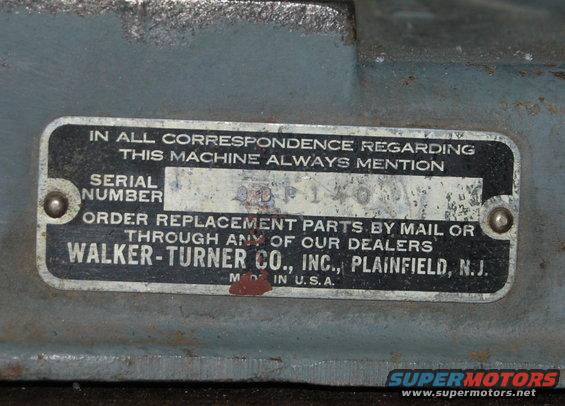 IN ALL CORRESPONDENCE REGARDING
THIS MACHINE ALWAYS MENTION
SERIAL
NUMBER
ORDER REPLACEMENT PARTS BY MAIL OR
THROUGH ANY OF OUR DEALERS
WALKER-TURNER CO., INC., PLAINFIELD, N.J.
MADE IN U.S.A.
SUPERMOTORS
www.supermotors.net